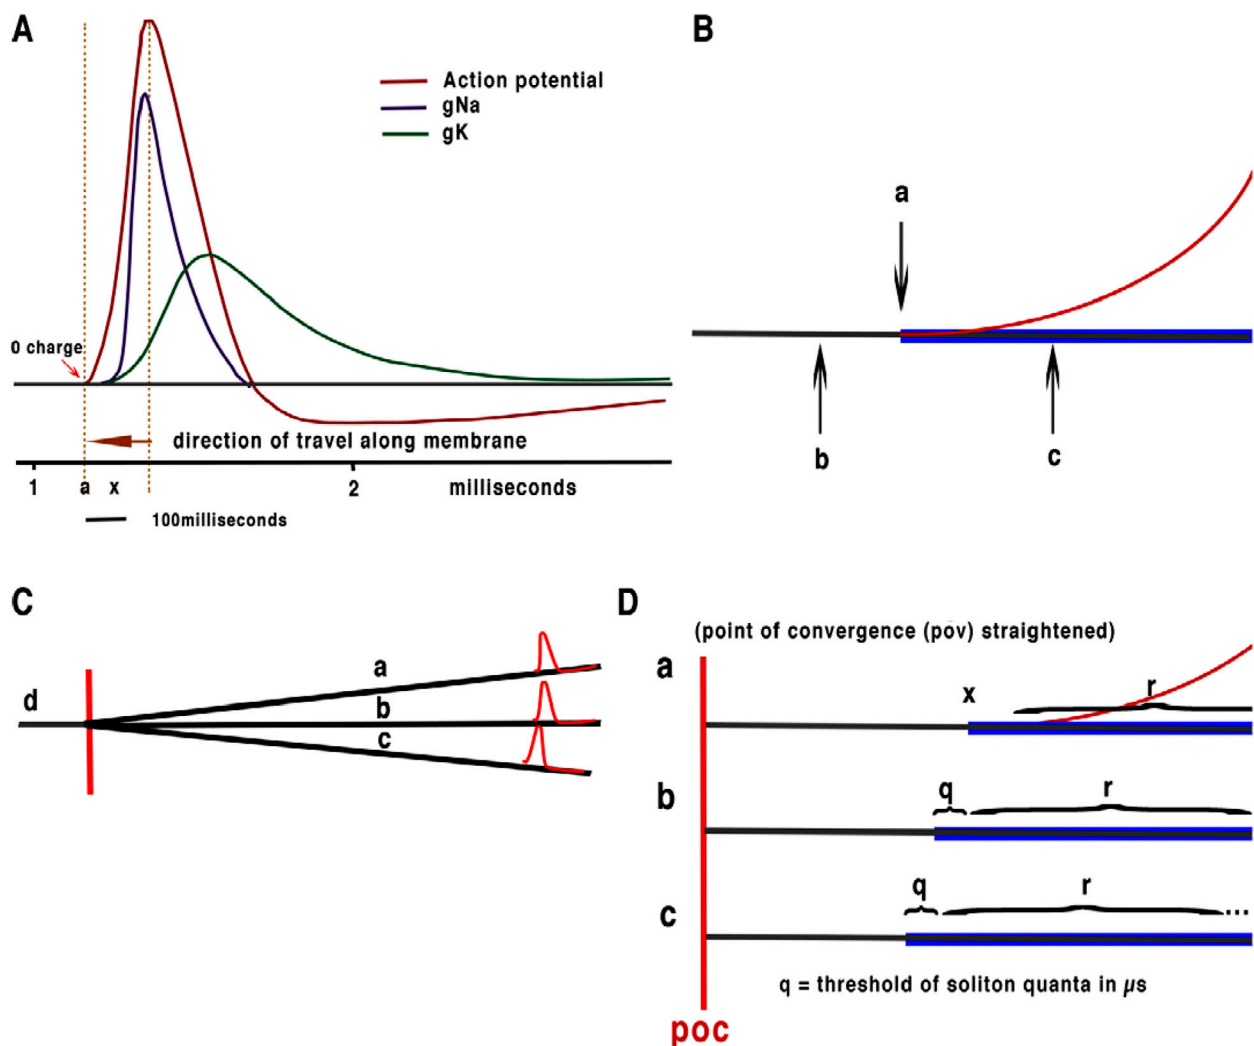 A
Action potential
gNa
gK
0 charge
direction of travel along membrane
1 a x 2 milliseconds
100milliseconds
B
a
b
c
C
d
a
b
c
D
(point of convergence (pov) straightened)
a
x
r
b
q
r
c
q
r
...
q = threshold of soliton quanta in µs
poc